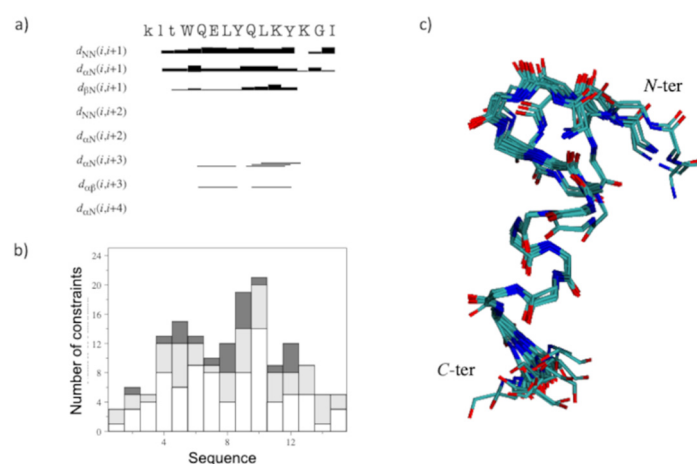 a)
k l t W Q E L Y Q L K Y K G I
dNN(i,i+1)
dαN(i,i+1)
dβN(i,i+1)
dNN(i,i+2)
dαN(i,i+2)
dαN(i,i+3)
dαβ(i,i+3)
dαN(i,i+4)
b)
Number of constraints
24
20
16
12
8
4
0
4 8 12
Sequence
c)
N-ter
C-ter